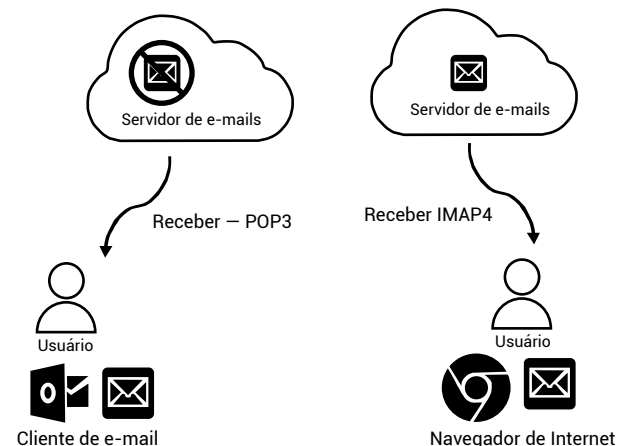 Servidor de e-mails
Servidor de e-mails
Receber — POP3
Receber IMAP4
Usuário
Usuário
Cliente de e-mail
Navegador de Internet